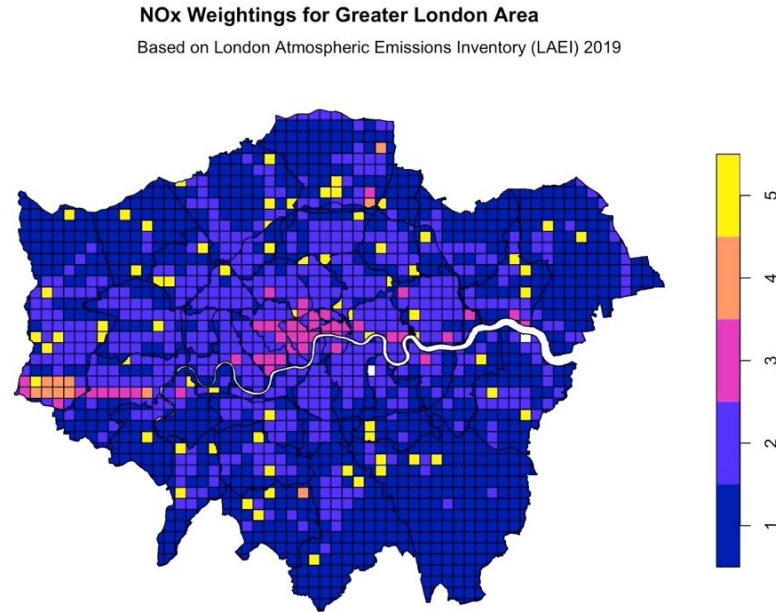 NOx Weightings for Greater London Area
Based on London Atmospheric Emissions Inventory (LAEI) 2019
5
4
3
2
1